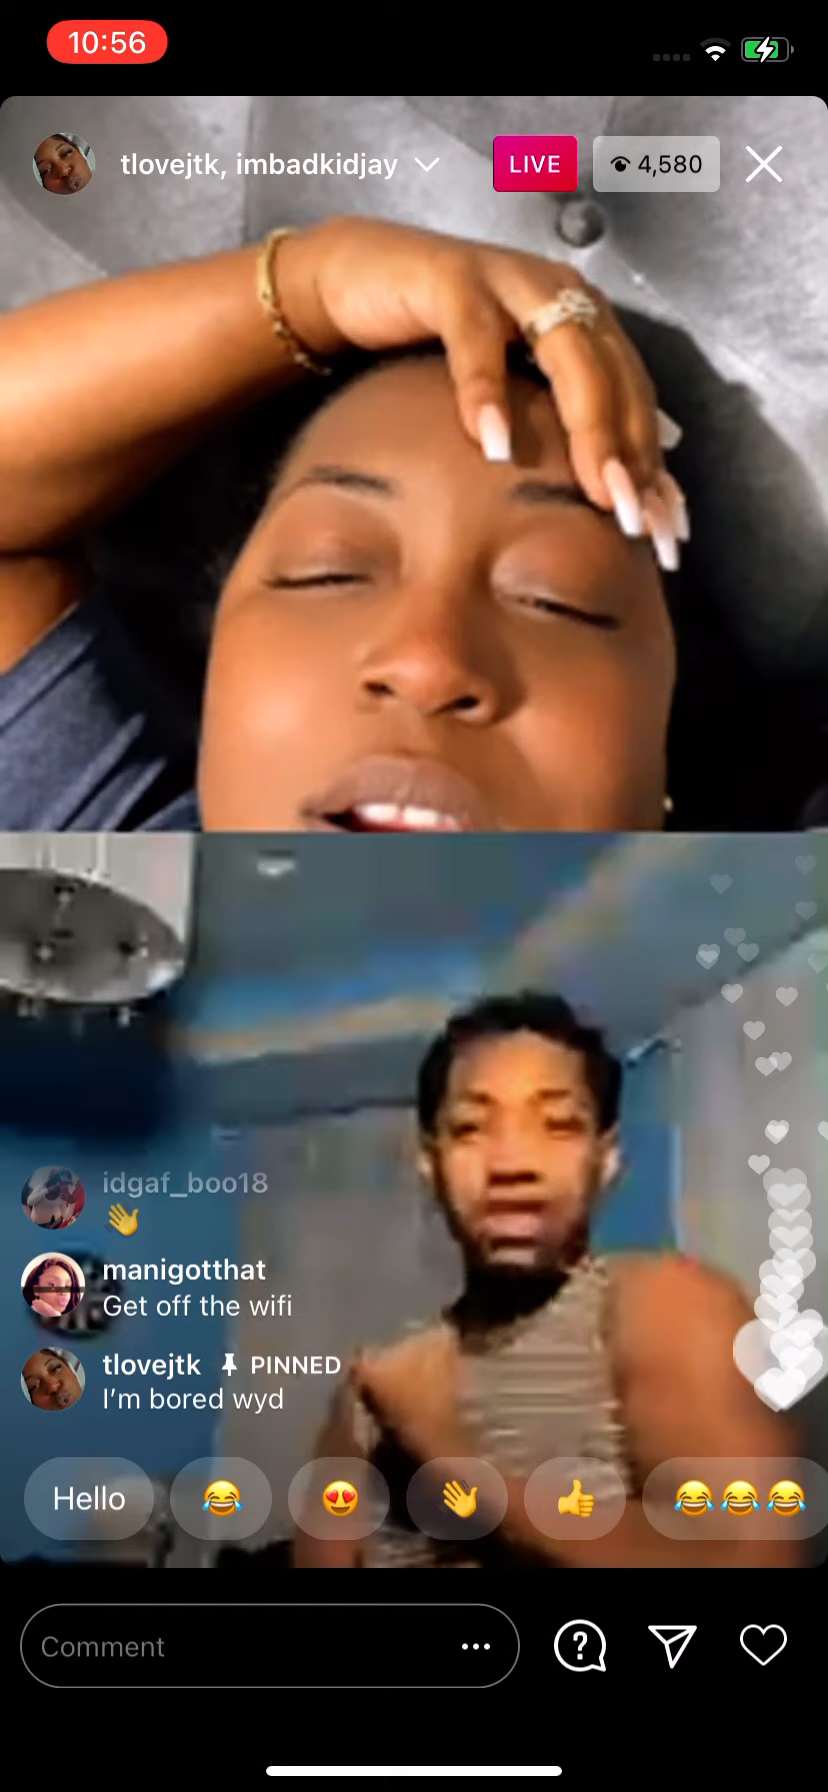 10:56
tlovejtk, imbadkidjay
LIVE
4,580
idgaf_boo18
👋
manigotthat
Get off the wifi
tlovejtk PINNED
I'm bored wyd
Hello 😂 😍 👋 👍 😂😂😂
Comment